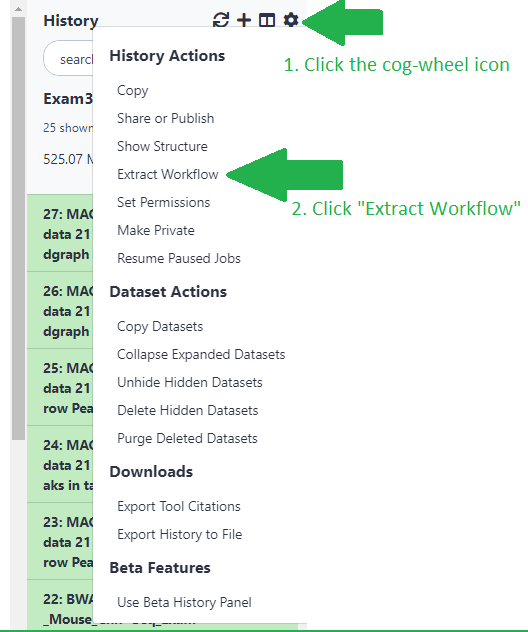 History
1. Click the cog-wheel icon
search
History Actions
Copy
Exam3
Share or Publish
25 shown
Show Structure
525.07 M
Extract Workflow
2. Click "Extract Workflow"
Set Permissions
27: MAC
data 21
dgraph
Make Private
Resume Paused Jobs
26: MAC
data 21
dgraph
Dataset Actions
Copy Datasets
Collapse Expanded Datasets
25: MAC
data 21
row Pea
Unhide Hidden Datasets
Delete Hidden Datasets
Purge Deleted Datasets
24: MAC
data 21
aks in ta
Downloads
Export Tool Citations
Export History to File
23: MAC
data 21
row Pea
Beta Features
Use Beta History Panel
22: BWA